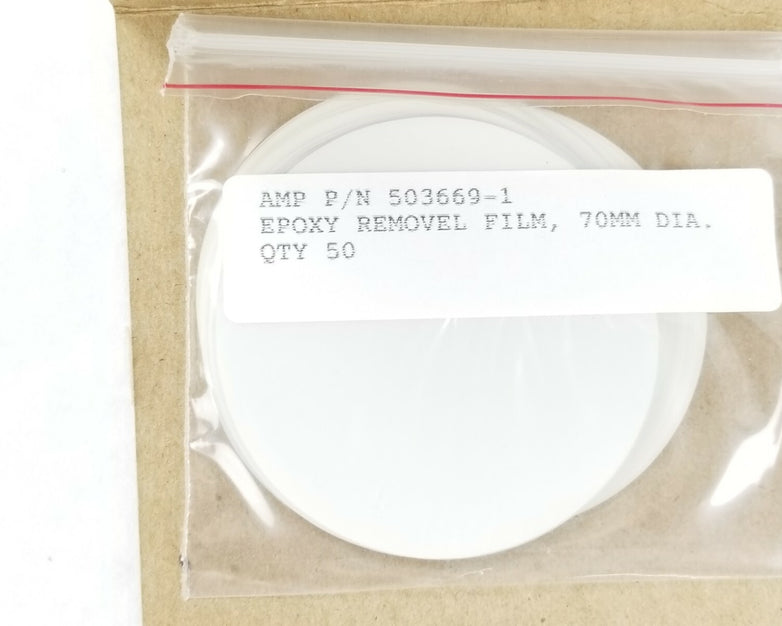 AMP P/N 503669-1
EPOXY REMOVEL FILM, 70MM DIA.
QTY 50